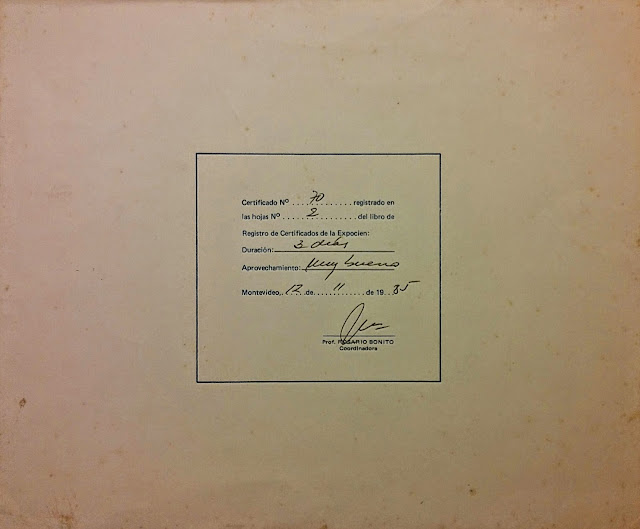 Certificado Nº .... 70 ........ registrado en
las hojas Nº ..... 2 ......... del libro de
Registro de Certificados de la Expocien:
Duración: 3 días
Aprovechamiento: Muy bueno
Montevideo,. 12 .de. ... 11 .... .de 19.. 85
Prof. ROSARIO BONITO
Coordinadora